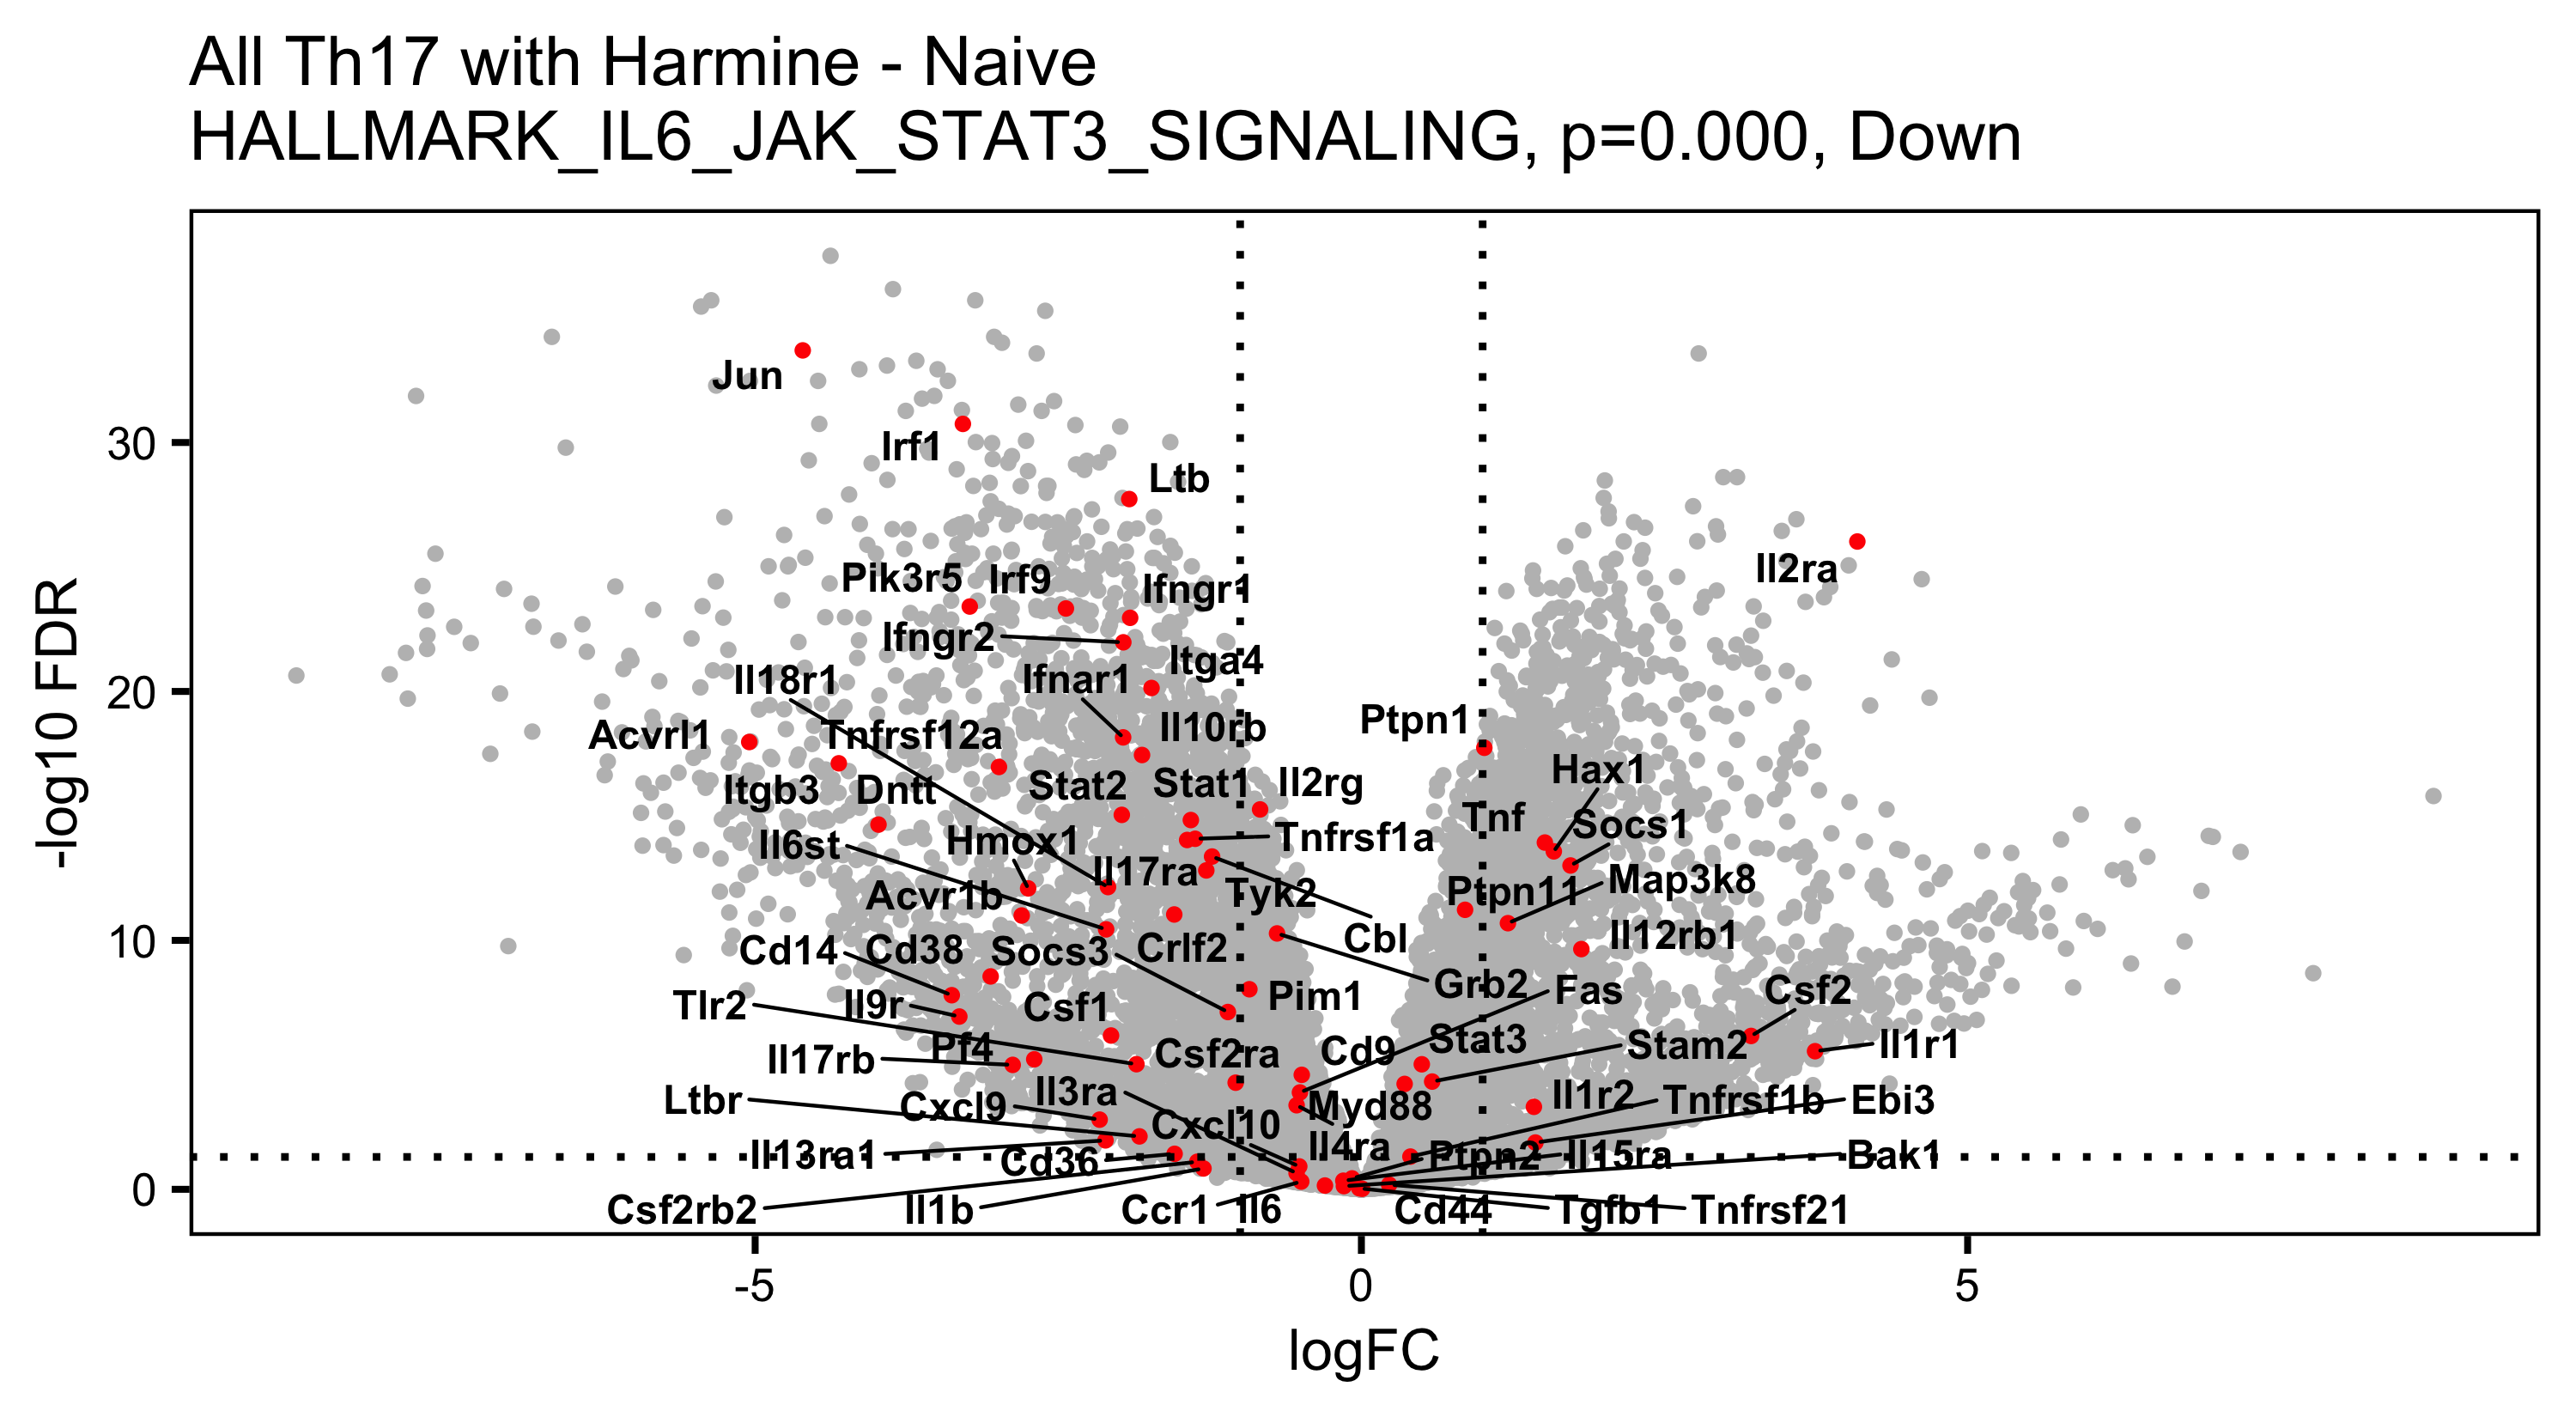 All Th17 with Harmine - Naive
HALLMARK_IL6_JAK_STAT3_SIGNALING, p=0.000, Down
-log10 FDR
30
20
10
0
Jun
Irf1
Ltb
Il2ra
Pik3r5
Irf9
Ifngr1
Ifngr2
Itga4
Il18r1
Ifnar1
Ptpn1
Acvrl1
Tnfrsf12a
Il10rb
Hax1
Itgb3
Dntt
Stat2
Stat1
Il2rg
Tnf
Socs1
Il6st
Hmox1
Tnfrsf1a
Il17ra
Acvr1b
Tyk2
Ptpn11
Map3k8
Cd14
Cd38
Socs3
Crlf2
Cbl
Il12rb1
Tlr2
Il9r
Csf1
Pim1
Grb2
Fas
Csf2
Il17rb
Pf4
Csf2ra
Cd9
Stat3
Stam2
Il1r1
Ltbr
Cxcl9
Il3ra
Myd88
Il1r2
Tnfrsf1b
Ebi3
Il13ra1
Cd36
Cxcl10
Il4ra
Ptpn2
Il15ra
Bak1
Csf2rb2
Il1b
Ccr1
Il6
Cd44
Tgfb1
Tnfrsf21
-5
0
5
logFC